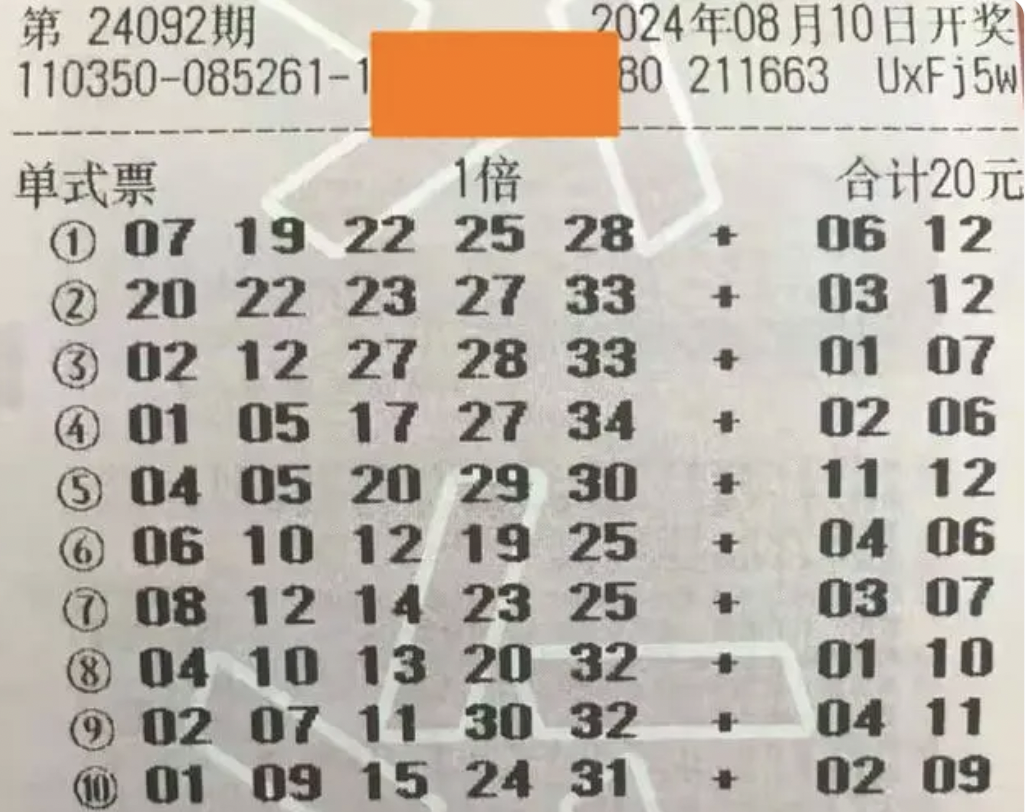 第 24092期 2024年08月10日开奖
110350-085261-1 80 211663 UxFj5w
单式票 1倍 合计20元
① 07 19 22 25 28 + 06 12
② 20 22 23 27 33 + 03 12
③ 02 12 27 28 33 + 01 07
④ 01 05 17 27 34 + 02 06
⑤ 04 05 20 29 30 + 11 12
⑥ 06 10 12 19 25 + 04 06
⑦ 08 12 14 23 25 + 03 07
⑧ 04 10 13 20 32 + 01 10
⑨ 02 07 11 30 32 + 04 11
⑩ 01 09 15 24 31 + 02 09